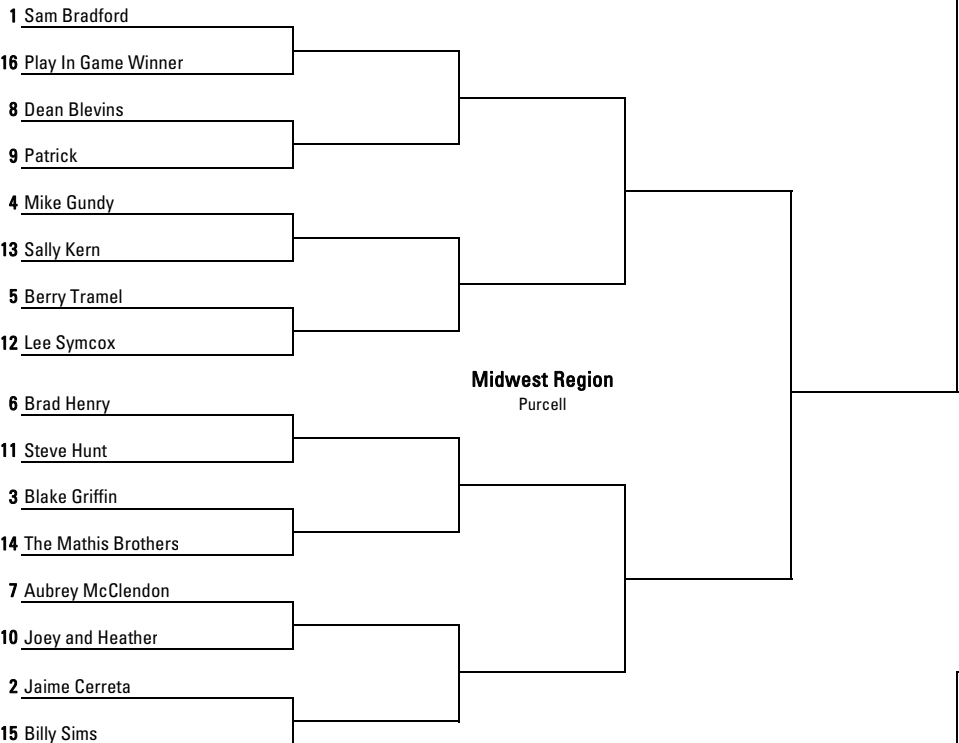 1 Sam Bradford
16 Play In Game Winner
8 Dean Blevins
9 Patrick
4 Mike Gundy
13 Sally Kern
5 Berry Tramel
12 Lee Symcox
Midwest Region
Purcell
6 Brad Henry
11 Steve Hunt
3 Blake Griffin
14 The Mathis Brothers
7 Aubrey McClendon
10 Joey and Heather
2 Jaime Cerreta
15 Billy Sims